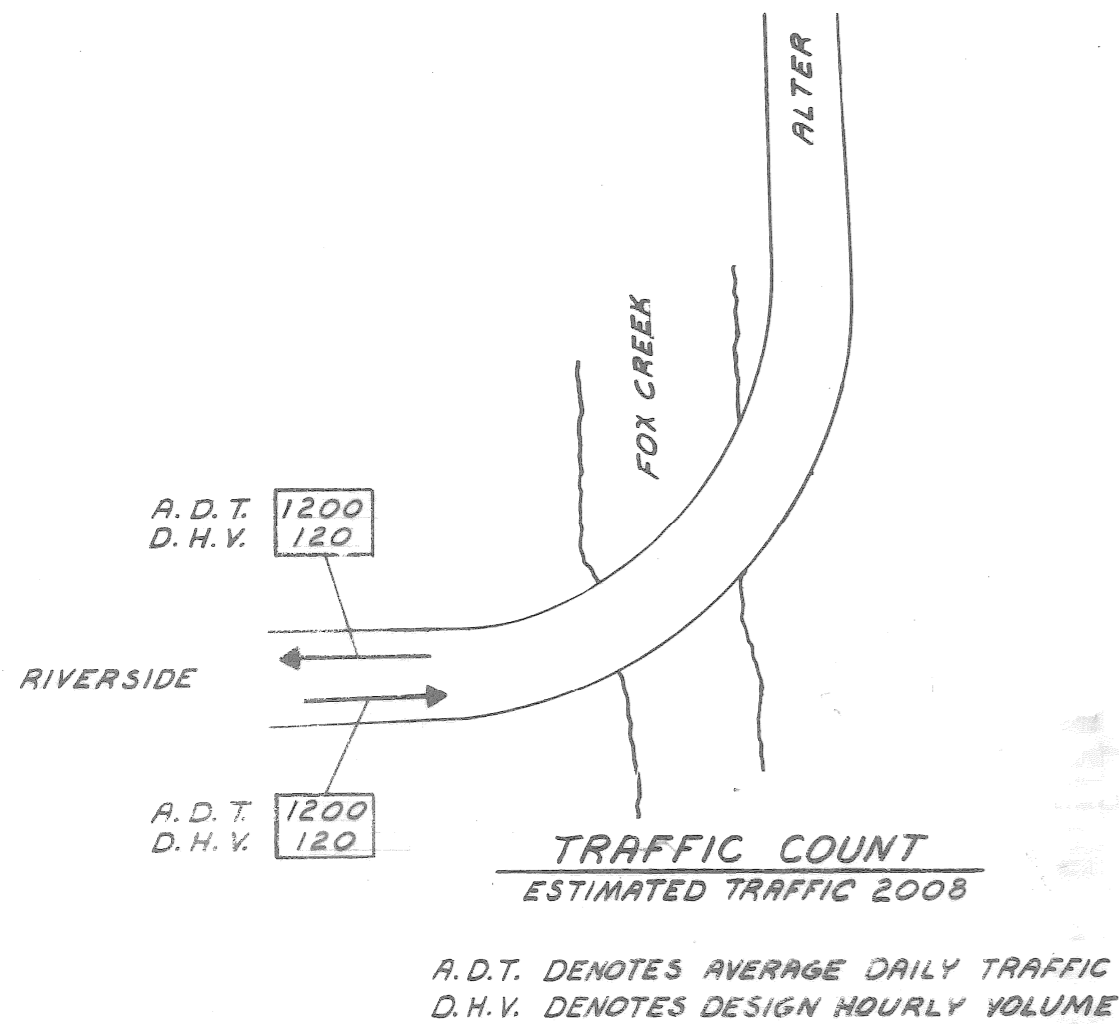 ALTER
FOX CREEK
A.D.T. 1200
D.H.V. 120
RIVERSIDE
A.D.T. 1200
D.H.V. 120
TRAFFIC COUNT
ESTIMATED TRAFFIC 2008
A.D.T. DENOTES AVERAGE DAILY TRAFFIC
D.H.V. DENOTES DESIGN HOURLY VOLUME